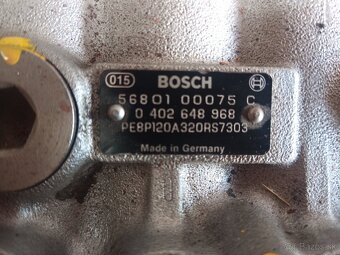 015 BOSCH
56801 00075 C
0 402 648 968
PE8P120A320RS7303
Made in Germany